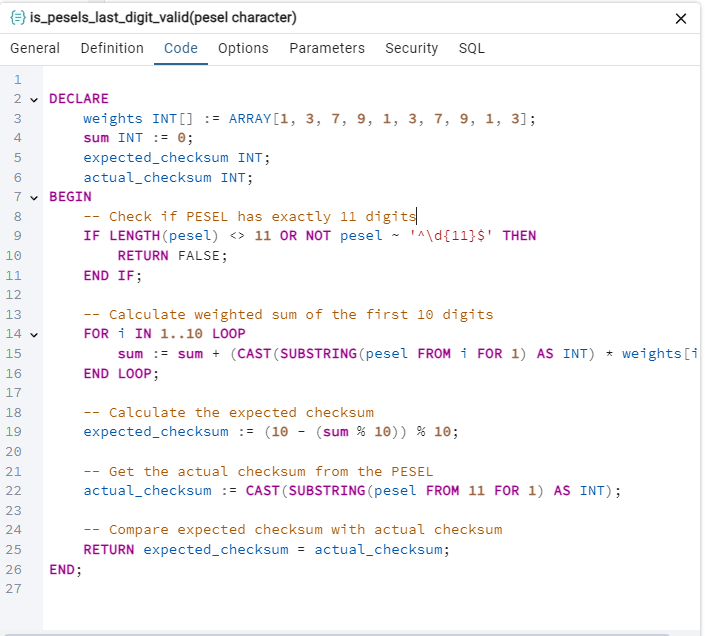 is_pesels_last_digit_valid(pesel character)
General Definition Code Options Parameters Security SQL
1
2 DECLARE
3 weights INT[] := ARRAY[1, 3, 7, 9, 1, 3, 7, 9, 1, 3];
4 sum INT := 0;
5 expected_checksum INT;
6 actual_checksum INT;
7 BEGIN
8 -- Check if PESEL has exactly 11 digits
9 IF LENGTH(pesel) <> 11 OR NOT pesel ~ '^\d{11}$' THEN
10 RETURN FALSE;
11 END IF;
12
13 -- Calculate weighted sum of the first 10 digits
14 FOR i IN 1..10 LOOP
15 sum := sum + (CAST(SUBSTRING(pesel FROM i FOR 1) AS INT) * weights[i
16 END LOOP;
17
18 -- Calculate the expected checksum
19 expected_checksum := (10 - (sum % 10)) % 10;
20
21 -- Get the actual checksum from the PESEL
22 actual_checksum := CAST(SUBSTRING(pesel FROM 11 FOR 1) AS INT);
23
24 -- Compare expected checksum with actual checksum
25 RETURN expected_checksum = actual_checksum;
26 END;
27